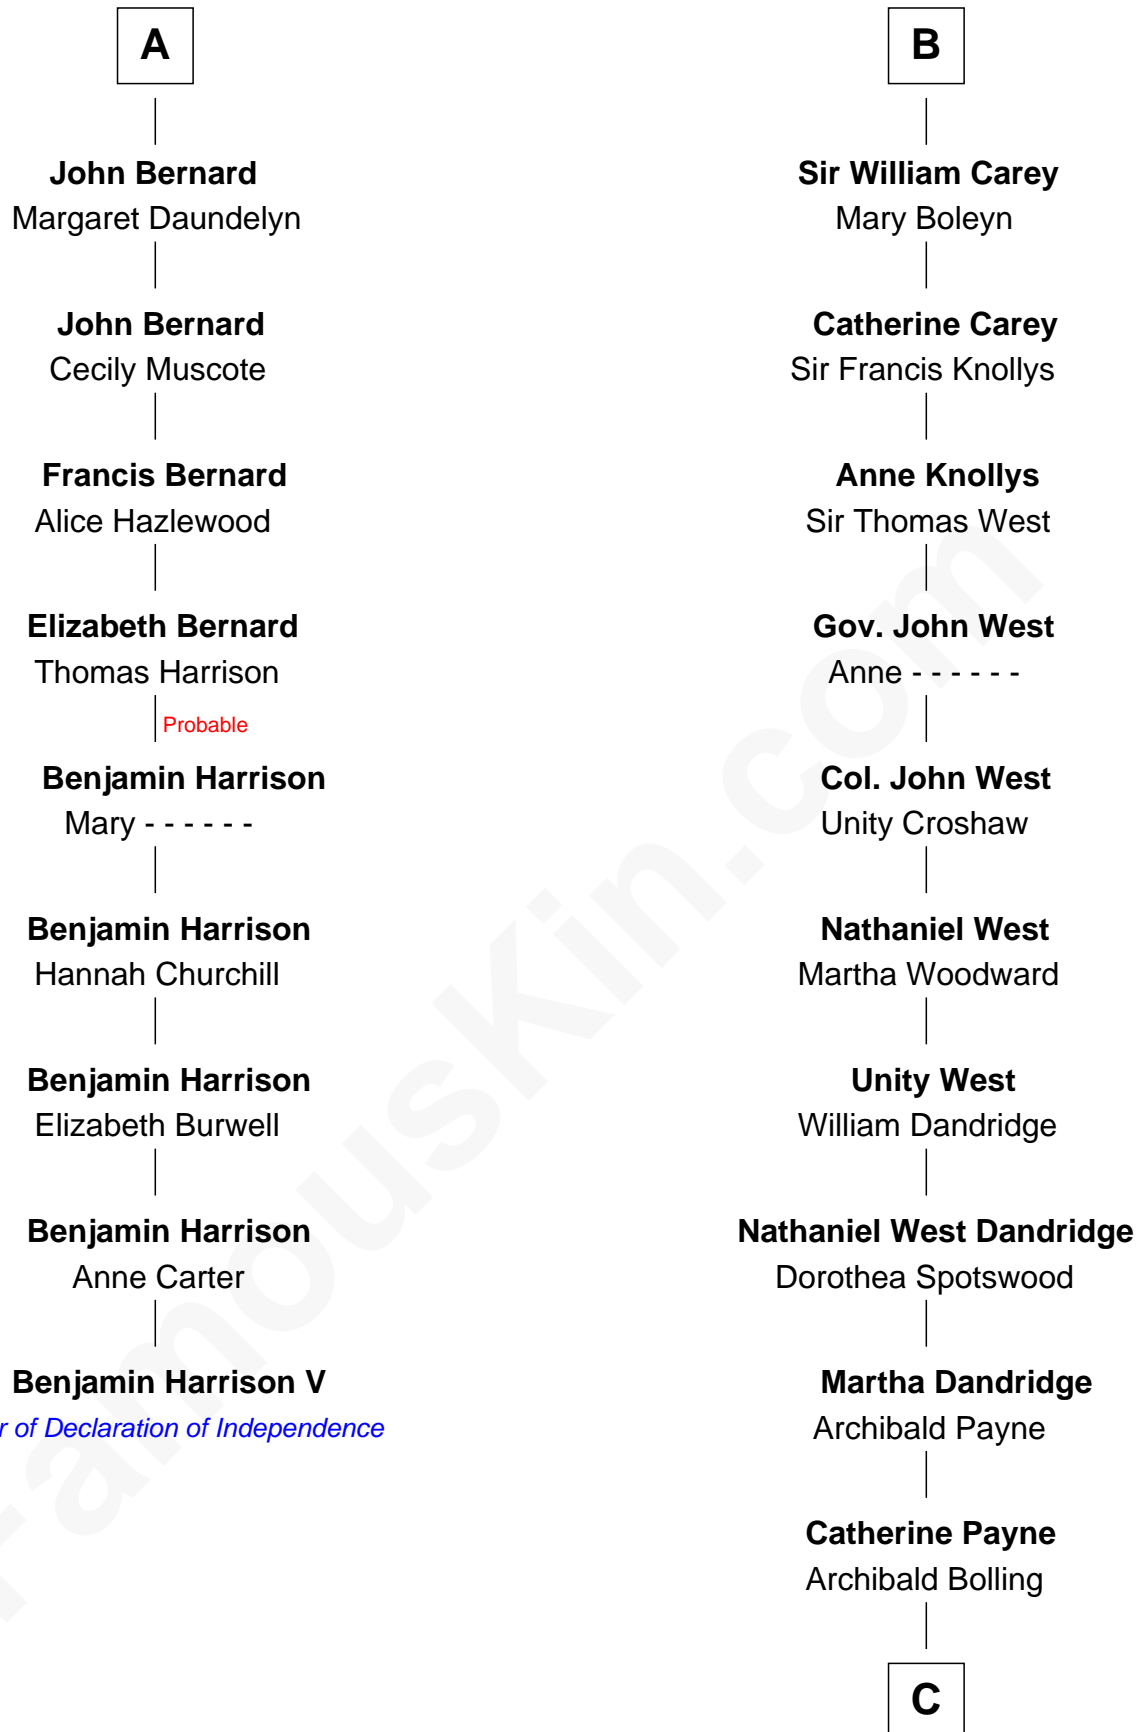 A
John Bernard
Margaret Daundelyn
John Bernard
Cecily Muscote
Francis Bernard
Alice Hazlewood
Elizabeth Bernard
Thomas Harrison
Probable
Benjamin Harrison
Mary - - - - - -
Benjamin Harrison
Hannah Churchill
Benjamin Harrison
Elizabeth Burwell
Benjamin Harrison
Anne Carter
Benjamin Harrison V
r of Declaration of Independence
B
Sir William Carey
Mary Boleyn
Catherine Carey
Sir Francis Knollys
Anne Knollys
Sir Thomas West
Gov. John West
Anne - - - - - -
Col. John West
Unity Croshaw
Nathaniel West
Martha Woodward
Unity West
William Dandridge
Nathaniel West Dandridge
Dorothea Spotswood
Martha Dandridge
Archibald Payne
Catherine Payne
Archibald Bolling
C
FamousKin.com